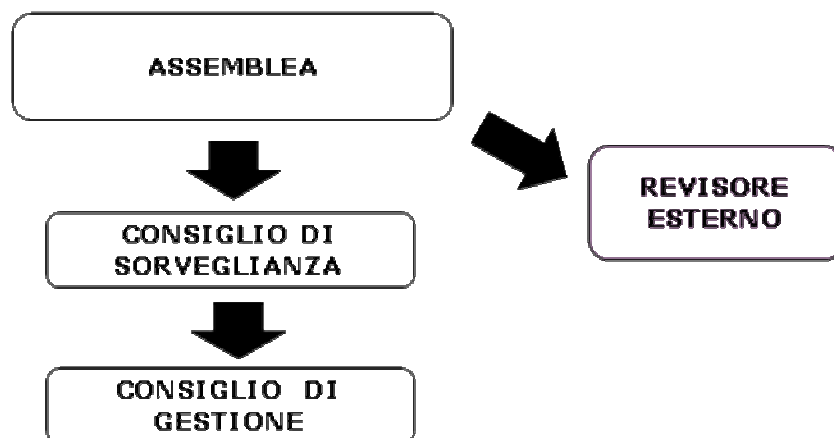 ASSEMBLEA
REVISORE
ESTERNO
CONSIGLIO DI
SORVEGLIANZA
CONSIGLIO DI
GESTIONE